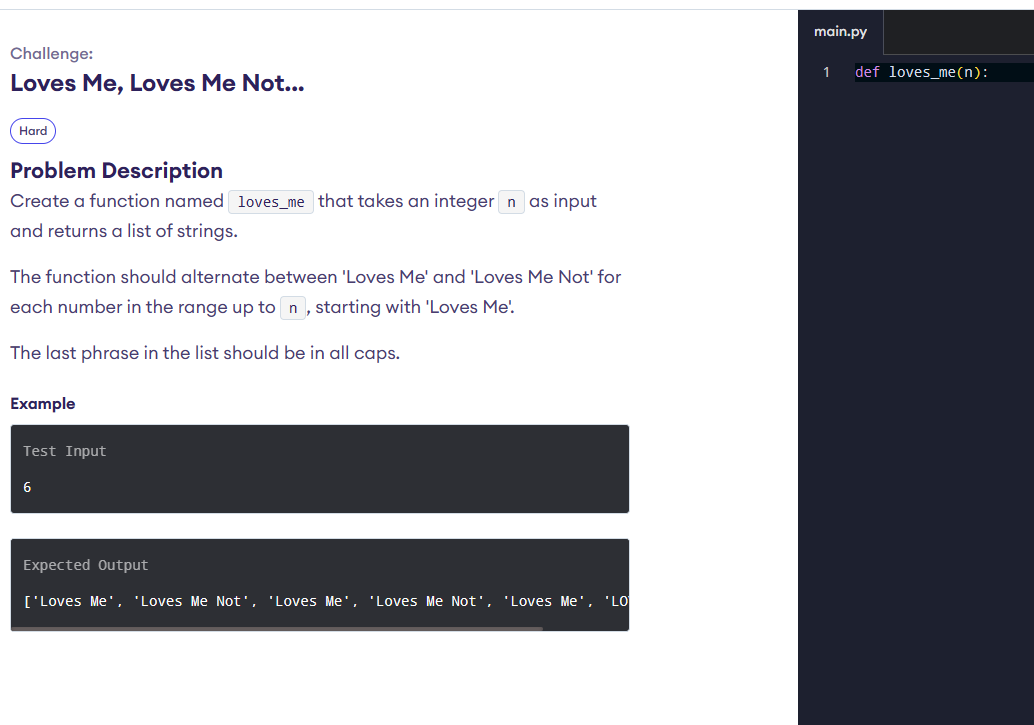 Challenge:
Loves Me, Loves Me Not...
Hard
Problem Description
Create a function named loves_me that takes an integer n as input
and returns a list of strings.
The function should alternate between 'Loves Me' and 'Loves Me Not' for
each number in the range up to n, starting with 'Loves Me'.
The last phrase in the list should be in all caps.
Example
Test Input
6
Expected Output
['Loves Me', 'Loves Me Not', 'Loves Me', 'Loves Me Not', 'Loves Me', 'LO
main.py
1 def loves_me(n):